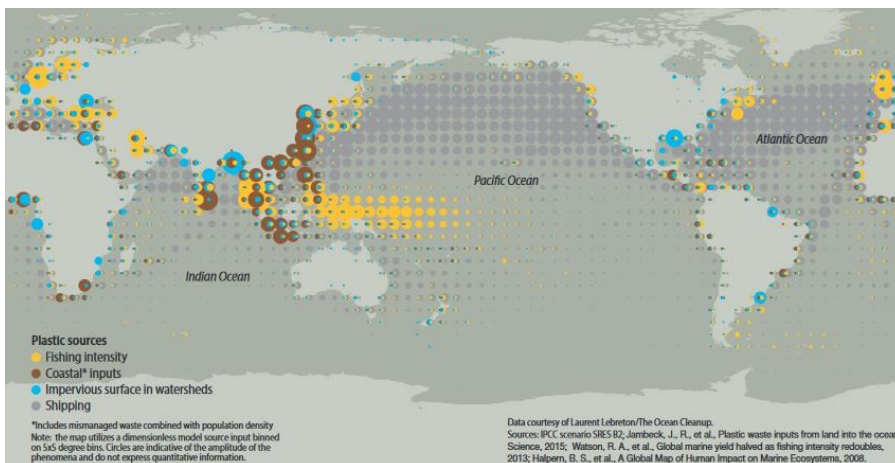 Atlantic Ocean
Pacific Ocean
Indian Ocean
Plastic sources
Fishing intensity
Coastal* inputs
Impervious surface in watersheds
Shipping
*Includes mismanaged waste combined with population density
Note: the map utilizes a dimensionless model source input binned
on 5x5 degree bins. Circles are indicative of the amplitude of the
phenomena and do not express quantitative information.
Data courtesy of Laurent Lebreton/The Ocean Cleanup.
Sources: IPCC scenario SRES B2; Jambeck, J., R., et al., Plastic waste inputs from land into the ocean,
Science, 2015; Watson, R. A., et al., Global marine yield halved as fishing intensity redoubles,
2013; Halpern, B. S., et al., A Global Map of Human Impact on Marine Ecosystems, 2008.